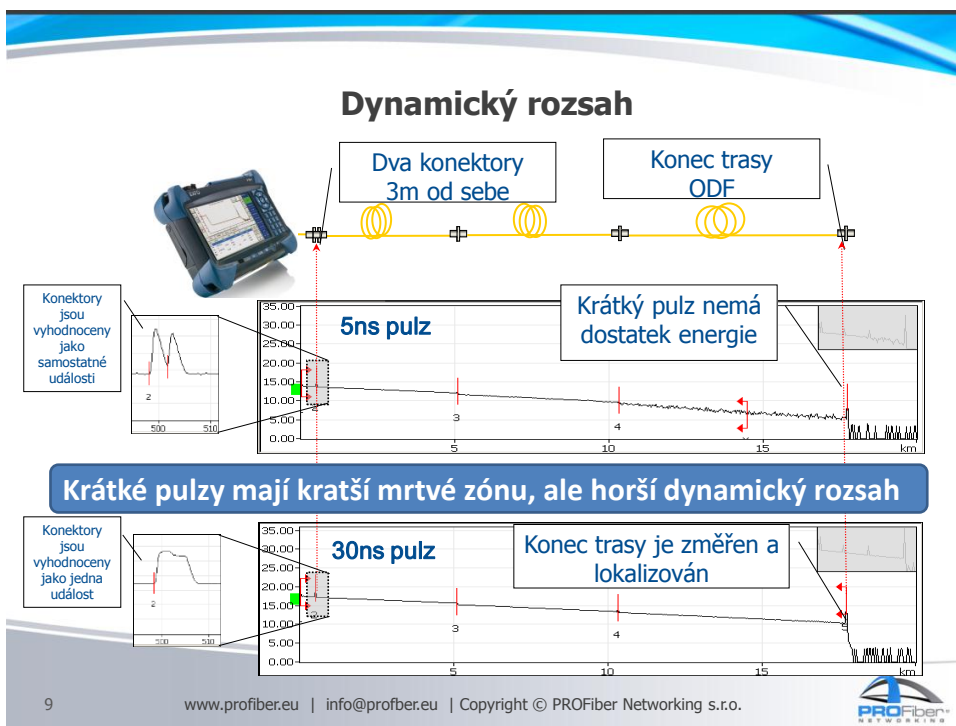 Dynamický rozsah
Dva konektory
3m od sebe
Konec trasy
ODF
Konektory
jsou
vyhodnoceny
jako
samostatné
události
2
500 510
35.00
30.00
25.00
20.00
15.00
10.00
5.00
0.00
5ns pulz
Krátký pulz nemá
dostatek energie
3
4
5 10 15 km
Krátké pulzy mají kratší mrtvé zónu, ale horší dynamický rozsah
Konektory
jsou
vyhodnoceny
jako jedna
událost
2
500 510
35.00
30.00
25.00
20.00
15.00
10.00
5.00
0.00
30ns pulz
Konec trasy je změřen a
lokalizován
3
4
5 10 15 km
9
www.profiber.eu | info@profber.eu | Copyright © PROFiber Networking s.r.o.
PROFiber®
NETWORKING